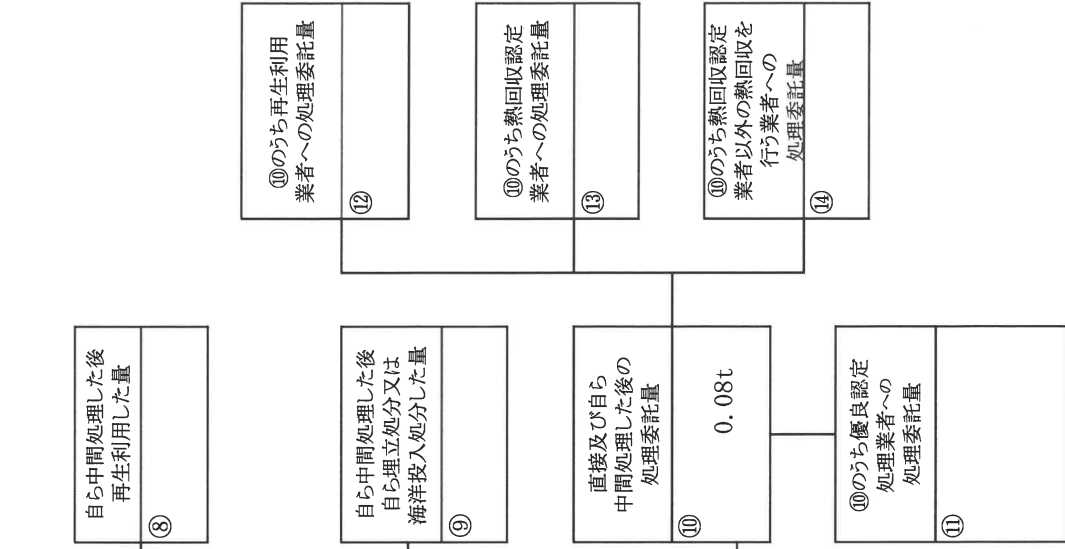 自ら中間処理した後
再生利用した量
⑧
自ら中間処理した後
自ら埋立処分又は
海洋投入処分した量
⑨
直接及び自ら
中間処理した後の
処理委託量
⑩
0.08t
⑩のうち優良認定
処理業者への
処理委託量
⑪
⑩のうち再生利用
業者への処理委託量
⑫
⑩のうち熱回収認定
業者への処理委託量
⑬
⑩のうち熱回収認定
業者以外の熱回収を
行う業者への
処理委託量
⑭